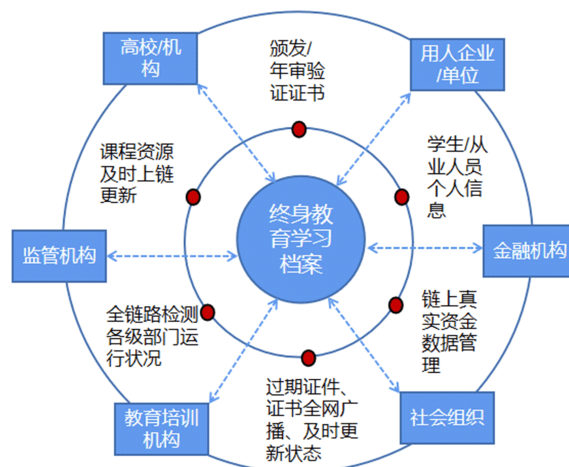 高校/机
构
颁发/
年审验
证证书
用人企业
/单位
课程资源
及时上链
更新
学生/从
业人员
个人信
息
终身教
育学习
档案
监管机构
金融机构
全链路检测
各级部门运
行状况
链上真
实资金
数据管
理
过期证件、
证书全网广
播、及时更
新状态
教育培训
机构
社会组织